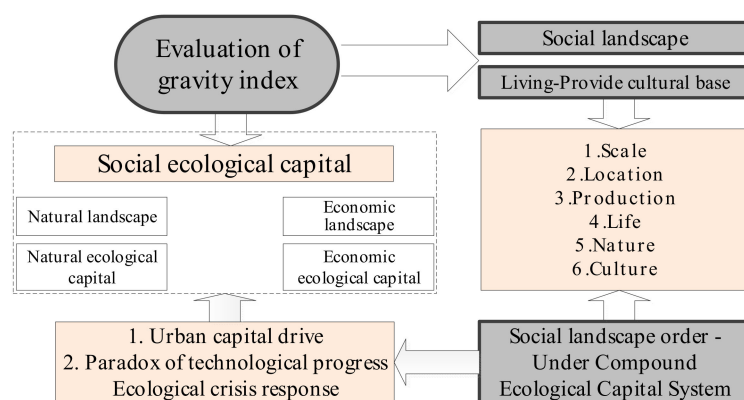 Evaluation of
gravity index
Social landscape
Living-Provide cultural base
Social ecological capital
Natural landscape
Economic
landscape
Natural ecological
capital
Economic
ecological capital
1.Scale
2.Location
3.Production
4.Life
5.Nature
6.Culture
1. Urban capital drive
2. Paradox of technological progress
Ecological crisis response
Social landscape order -
Under Compound
Ecological Capital System